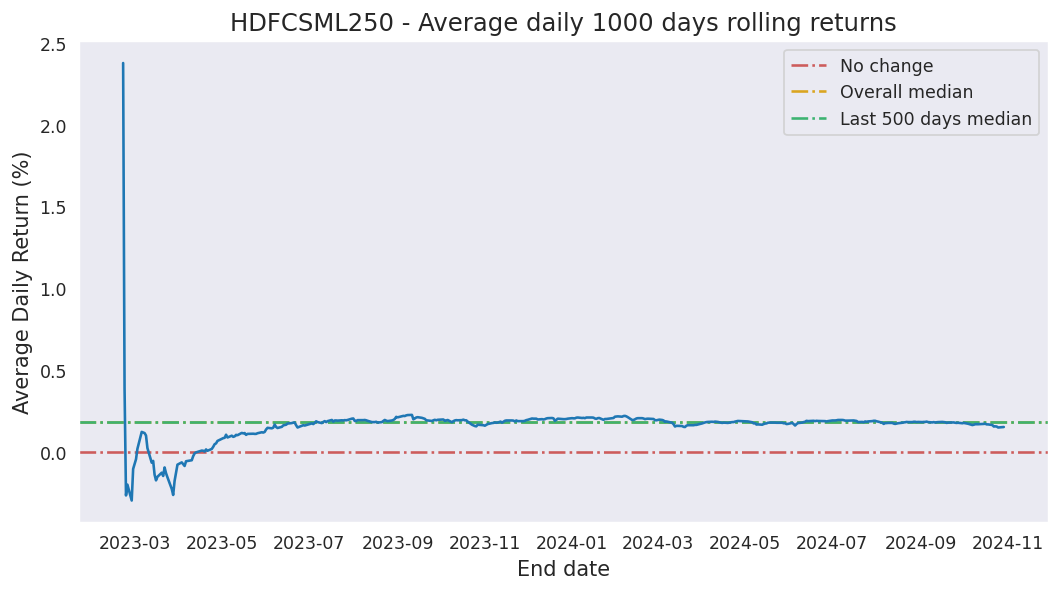 HDFCSML250 - Average daily 1000 days rolling returns
No change
Overall median
Last 500 days median
Average Daily Return (%)
2.5
2.0
1.5
1.0
0.5
0.0
2023-03 2023-05 2023-07 2023-09 2023-11 2024-01 2024-03 2024-05 2024-07 2024-09 2024-11
End date